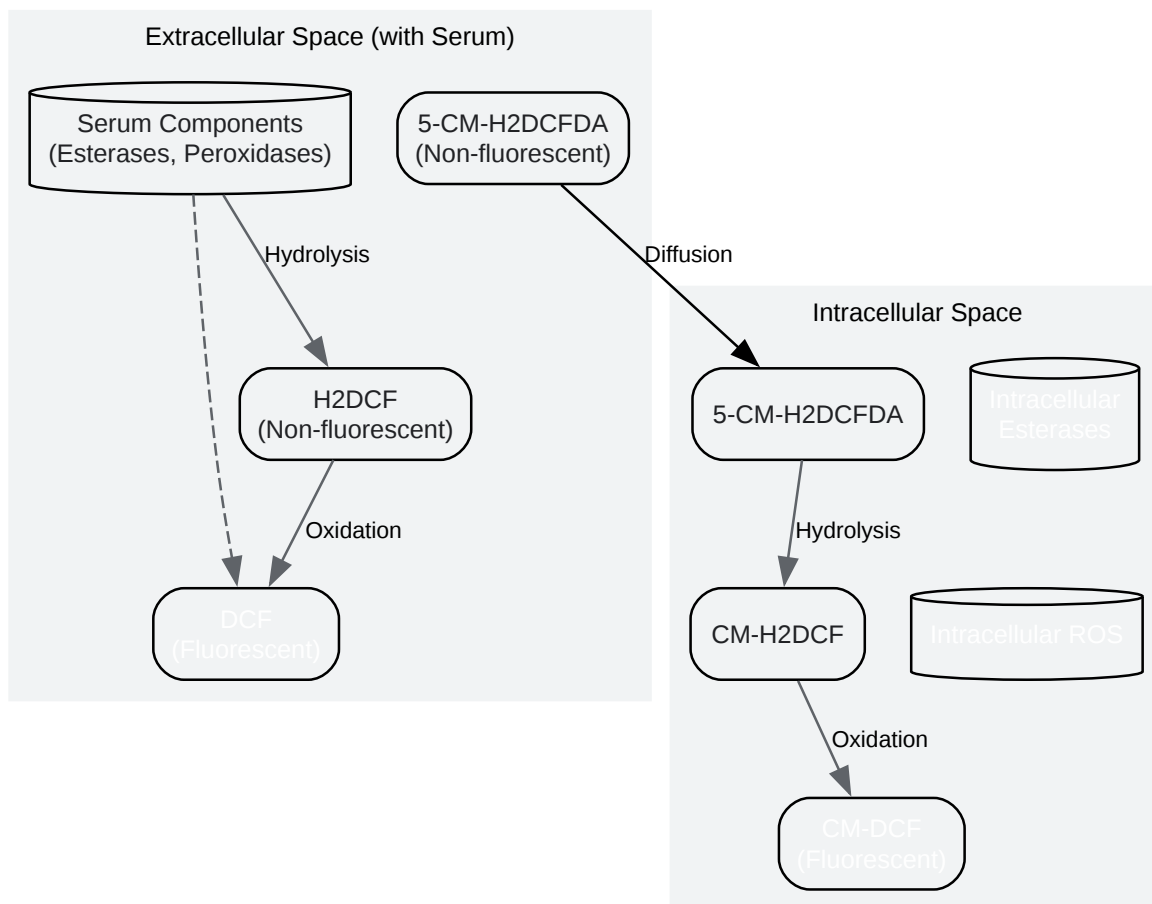 Extracellular Space (with Serum)
Serum Components
(Esterases, Peroxidases)
5-CM-H2DCFDA
(Non-fluorescent)
Hydrolysis
Diffusion
H2DCF
(Non-fluorescent)
Oxidation
DCF
(Fluorescent)
Intracellular Space
5-CM-H2DCFDA
Intracellular
Esterases
Hydrolysis
CM-H2DCF
Intracellular ROS
Oxidation
CM-DCF
(Fluorescent)